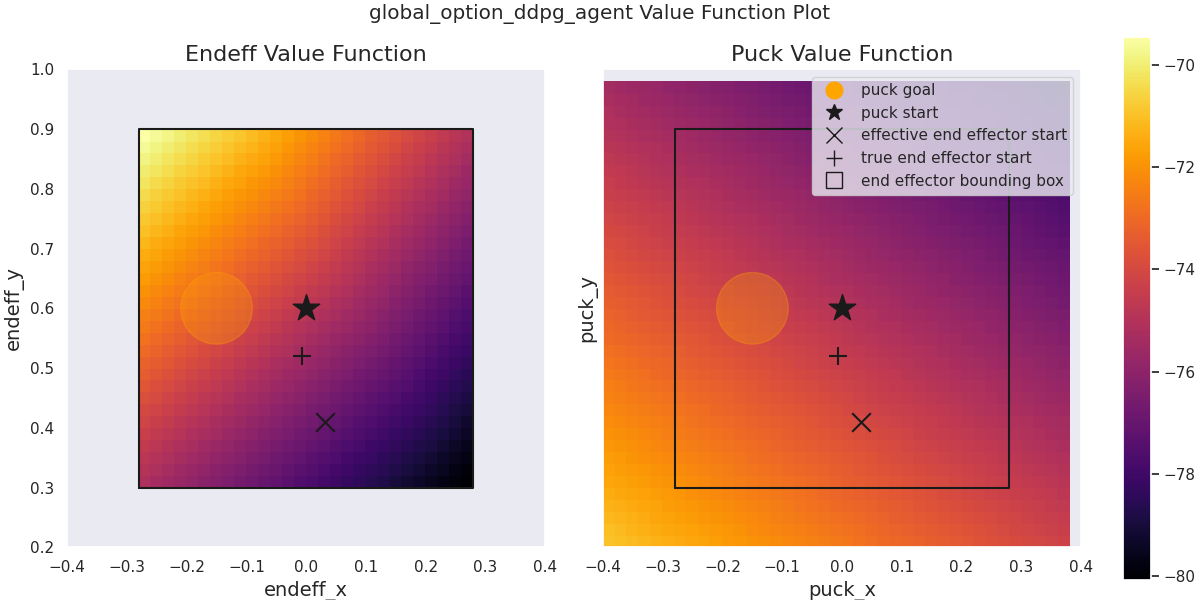 global_option_ddpg_agent Value Function Plot
Endeff Value Function
Puck Value Function
puck goal
puck start
effective end effector start
true end effector start
end effector bounding box
1.0
0.9
0.8
0.7
0.6
0.5
0.4
0.3
0.2
endeff_y
−0.4 −0.3 −0.2 −0.1 0.0 0.1 0.2 0.3 0.4
endeff_x
puck_y
−0.4 −0.3 −0.2 −0.1 0.0 0.1 0.2 0.3 0.4
puck_x
−70
−72
−74
−76
−78
−80